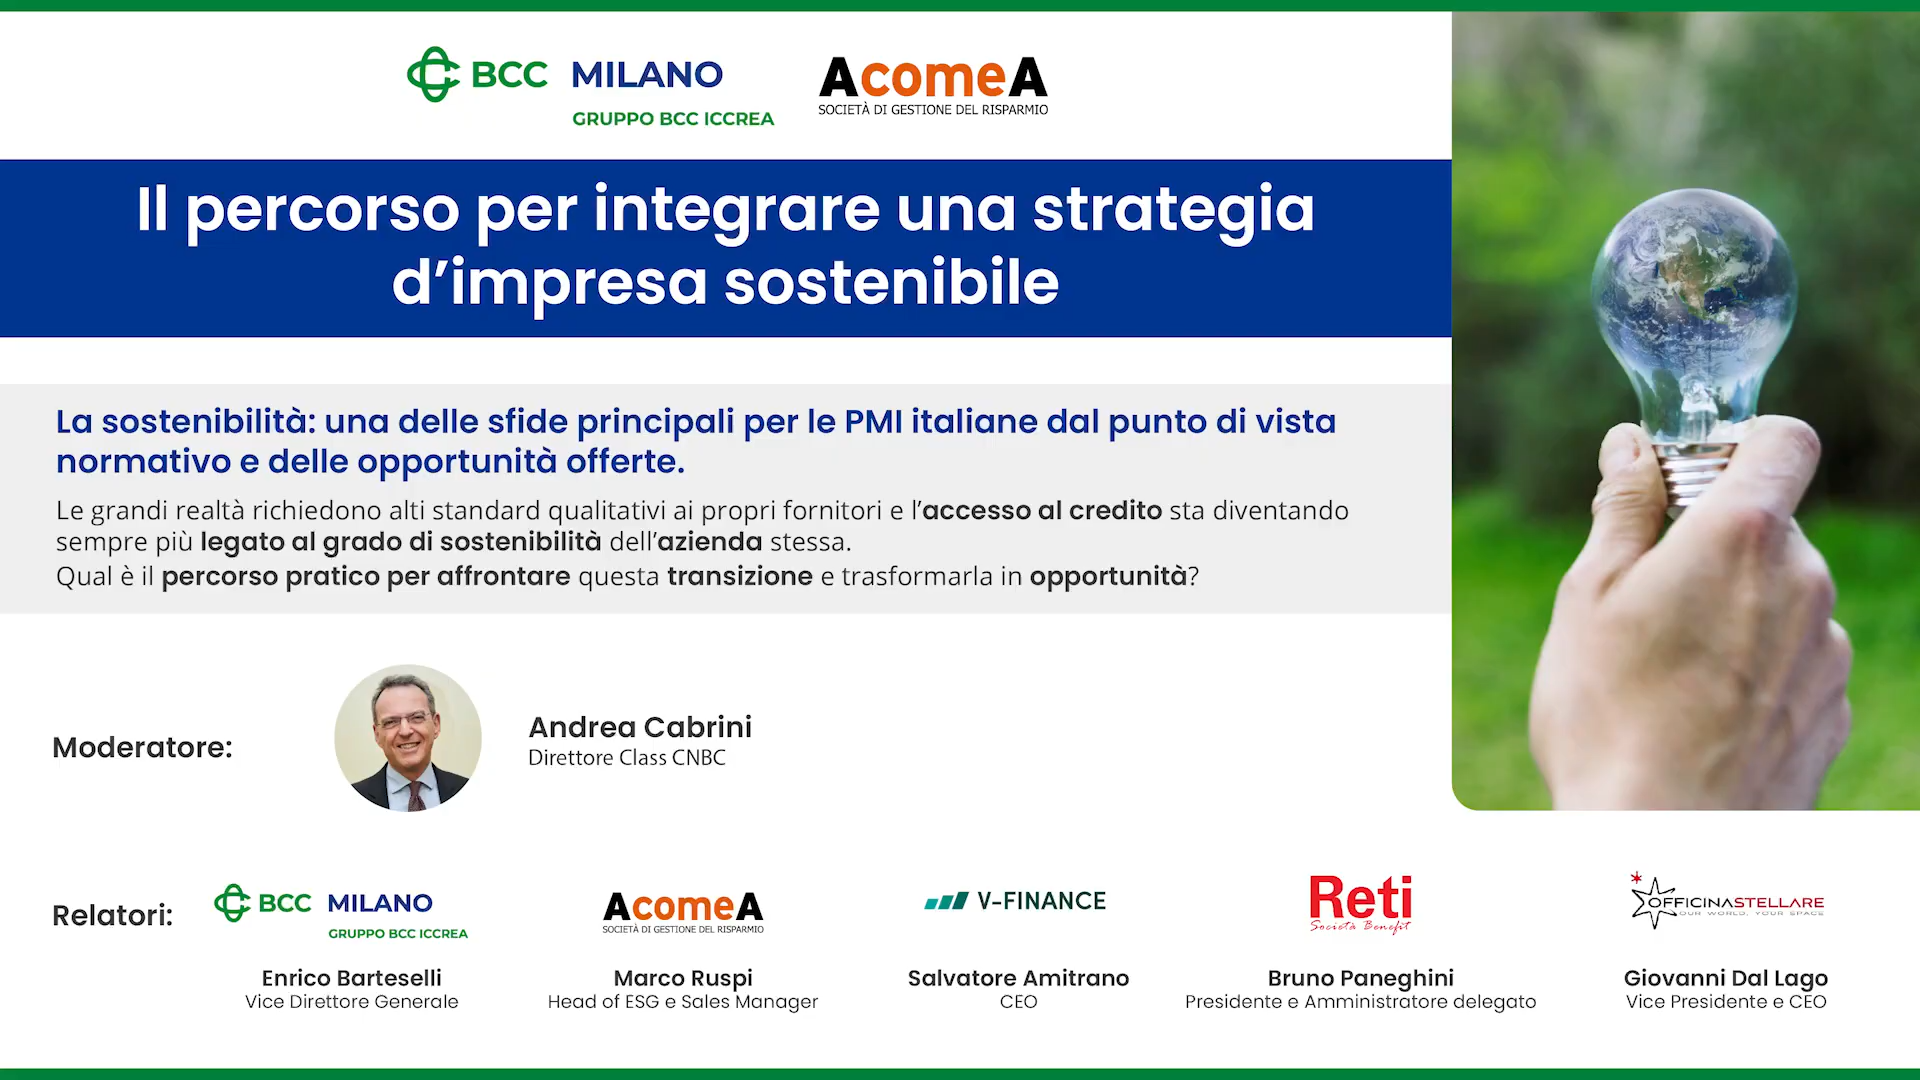 BCC MILANO
GRUPPO BCC ICCREA
AcomeA
SOCIETÀ DI GESTIONE DEL RISPARMIO
Il percorso per integrare una strategia
d’impresa sostenibile
La sostenibilità: una delle sfide principali per le PMI italiane dal punto di vista
normativo e delle opportunità offerte.
Le grandi realtà richiedono alti standard qualitativi ai propri fornitori e l’accesso al credito sta diventando
sempre più legato al grado di sostenibilità dell’azienda stessa.
Qual è il percorso pratico per affrontare questa transizione e trasformarla in opportunità?
Moderatore:
Andrea Cabrini
Direttore Class CNBC
Relatori:
BCC MILANO
GRUPPO BCC ICCREA
Enrico Barteselli
Vice Direttore Generale
AcomeA
SOCIETÀ DI GESTIONE DEL RISPARMIO
Marco Ruspi
Head of ESG e Sales Manager
V-FINANCE
Salvatore Amitrano
CEO
Reti
Società Benefit
Bruno Paneghini
Presidente e Amministratore delegato
OFFICINASTELLARE
OUR WORLD. YOUR SPACE
Giovanni Dal Lago
Vice Presidente e CEO